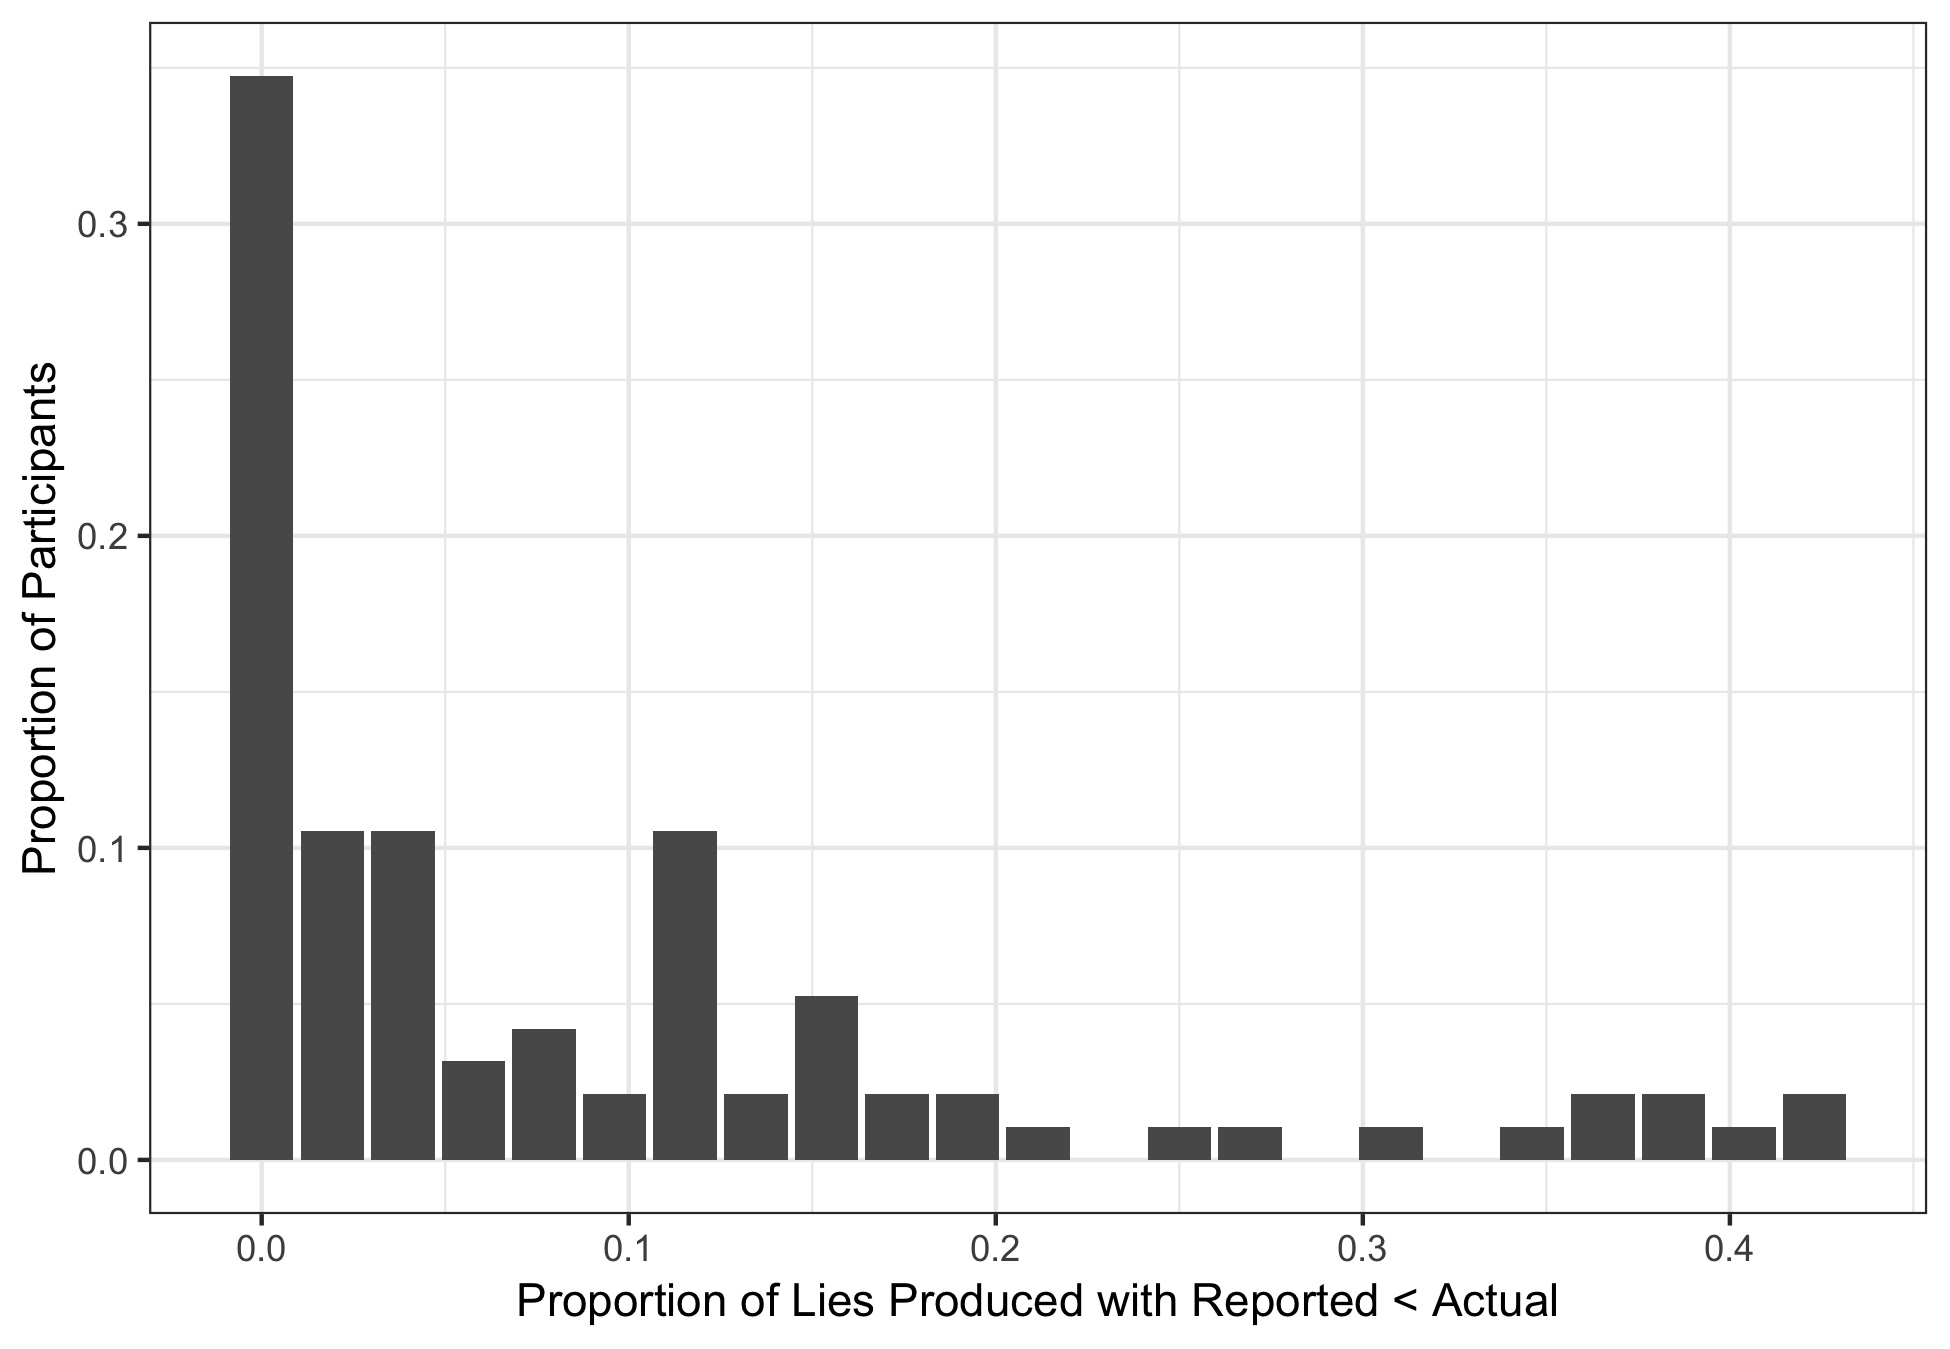 Proportion of Participants
0.3
0.2
0.1
0.0
0.0 0.1 0.2 0.3 0.4
Proportion of Lies Produced with Reported < Actual